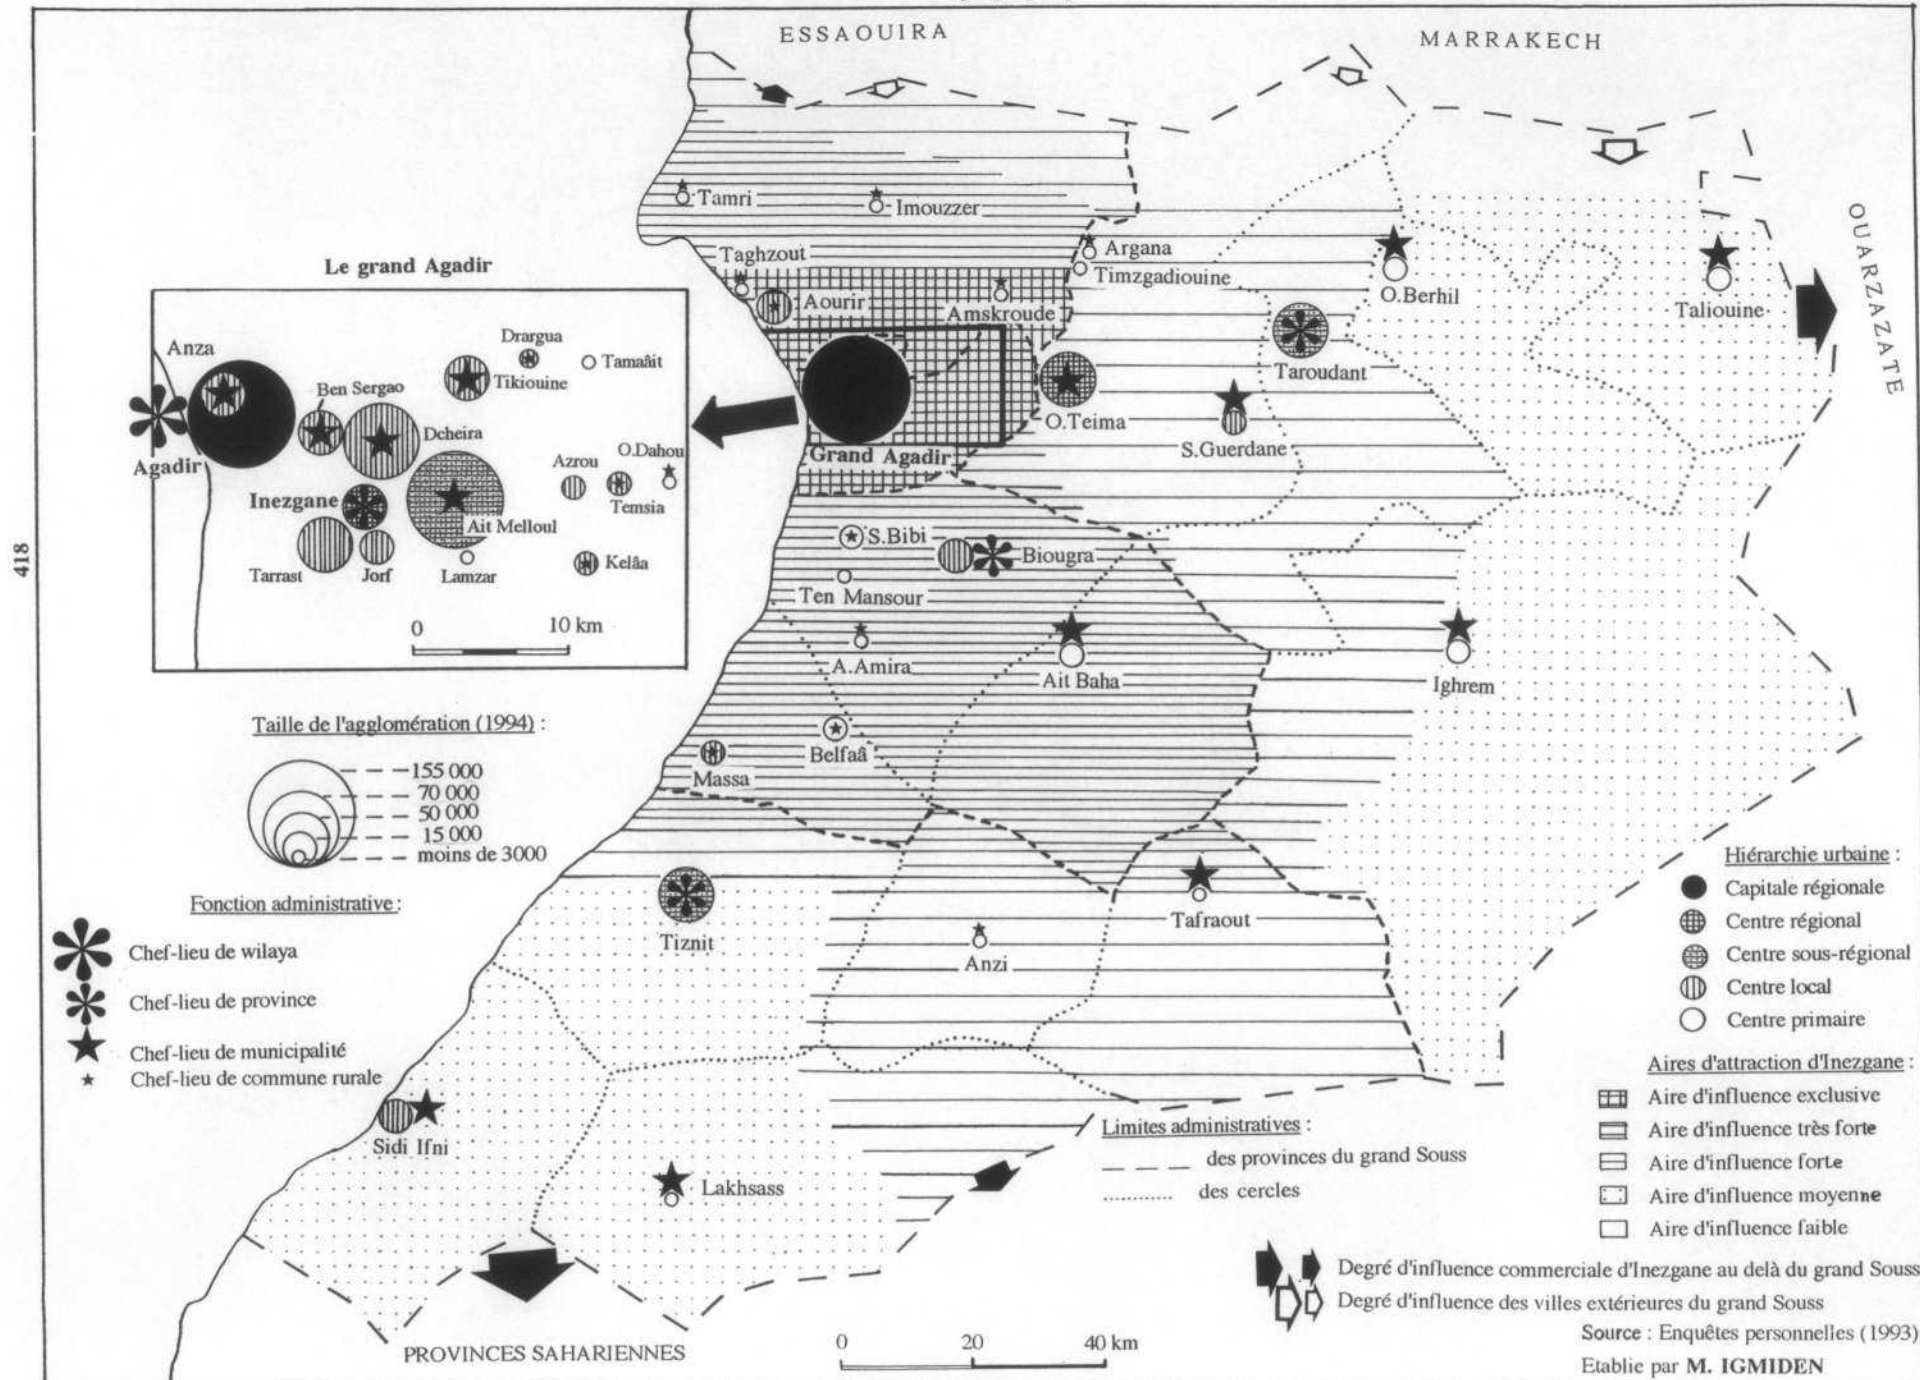 ESSAOUIRA
MARRAKECH
OUARZAZATE
Tamri
Imouzzer
Taghzout
Aourir
Amskroude
Argana
Timzgadiouine
O.Berhil
Taliouine
Taroudant
O.Teima
S.Guerdane
Grand Agadir
S.Bibi
Biougra
Ten Mansour
A.Amira
Ait Baha
Ighrem
Belfaâ
Massa
Tiznit
Tafraout
Anzi
Sidi Ifni
Lakhsass
PROVINCES SAHARIENNES
418
Le grand Agadir
Anza
Drargua
Tamaâit
Ben Sergao
Tikiouine
Dcheira
Agadir
O.Dahou
Azrou
Temsia
Inezgane
Ait Melloul
Tarrast
Jorf
Lamzar
Kelâa
0 10 km
Taille de l'agglomération (1994) :
155 000
70 000
50 000
15 000
moins de 3000
Fonction administrative :
Chef-lieu de wilaya
Chef-lieu de province
Chef-lieu de municipalité
Chef-lieu de commune rurale
Hiérarchie urbaine :
Capitale régionale
Centre régional
Centre sous-régional
Centre local
Centre primaire
Aires d'attraction d'Inezgane :
Aire d'influence exclusive
Aire d'influence très forte
Aire d'influence forte
Aire d'influence moyenne
Aire d'influence faible
Limites administratives :
des provinces du grand Souss
des cercles
Degré d'influence commerciale d'Inezgane au delà du grand Souss
Degré d'influence des villes extérieures du grand Souss
Source : Enquêtes personnelles (1993)
Etablie par M. IGMIDEN
0 20 40 km